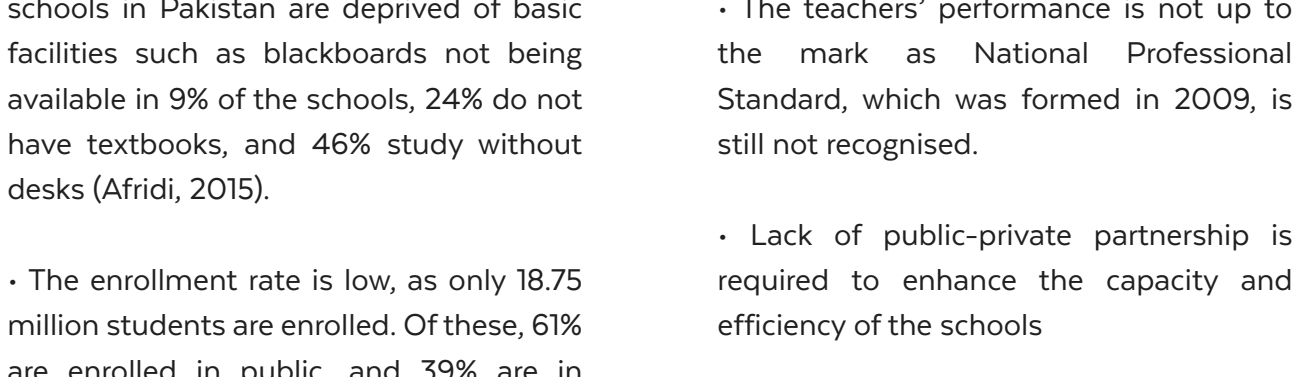 schools in Pakistan are deprived of basic
facilities such as blackboards not being
available in 9% of the schools, 24% do not
have textbooks, and 46% study without
desks (Afridi, 2015).
• The enrollment rate is low, as only 18.75
million students are enrolled. Of these, 61%
are enrolled in public, and 39% are in
• The teachers’ performance is not up to
the mark as National Professional
Standard, which was formed in 2009, is
still not recognised.
• Lack of public-private partnership is
required to enhance the capacity and
efficiency of the schools